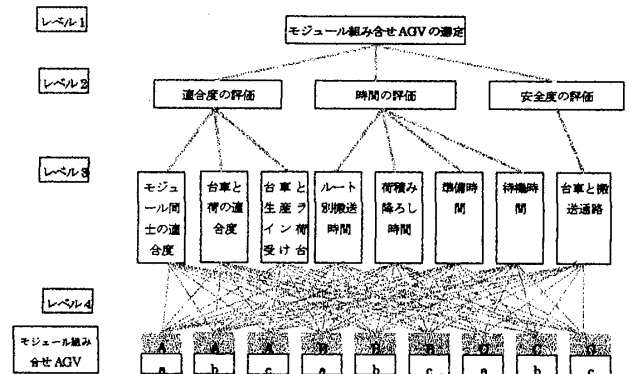 レベル1
モジュール組み合せAGVの選定
レベル2
適合度の評価
時間の評価
安全度の評価
レベル3
モジュ
ール同
士の適
合度
台車と
荷の適
合度
台車と
生産ラ
イン荷
受け台
ルート
別搬送
時間
荷積み
降ろし
時間
準備時
間
待機時
間
台車と搬
送通路
レベル4
モジュール組み
合せAGV
A
A
A
B
B
B
C
C
C
a
b
c
a
b
c
a
b
c